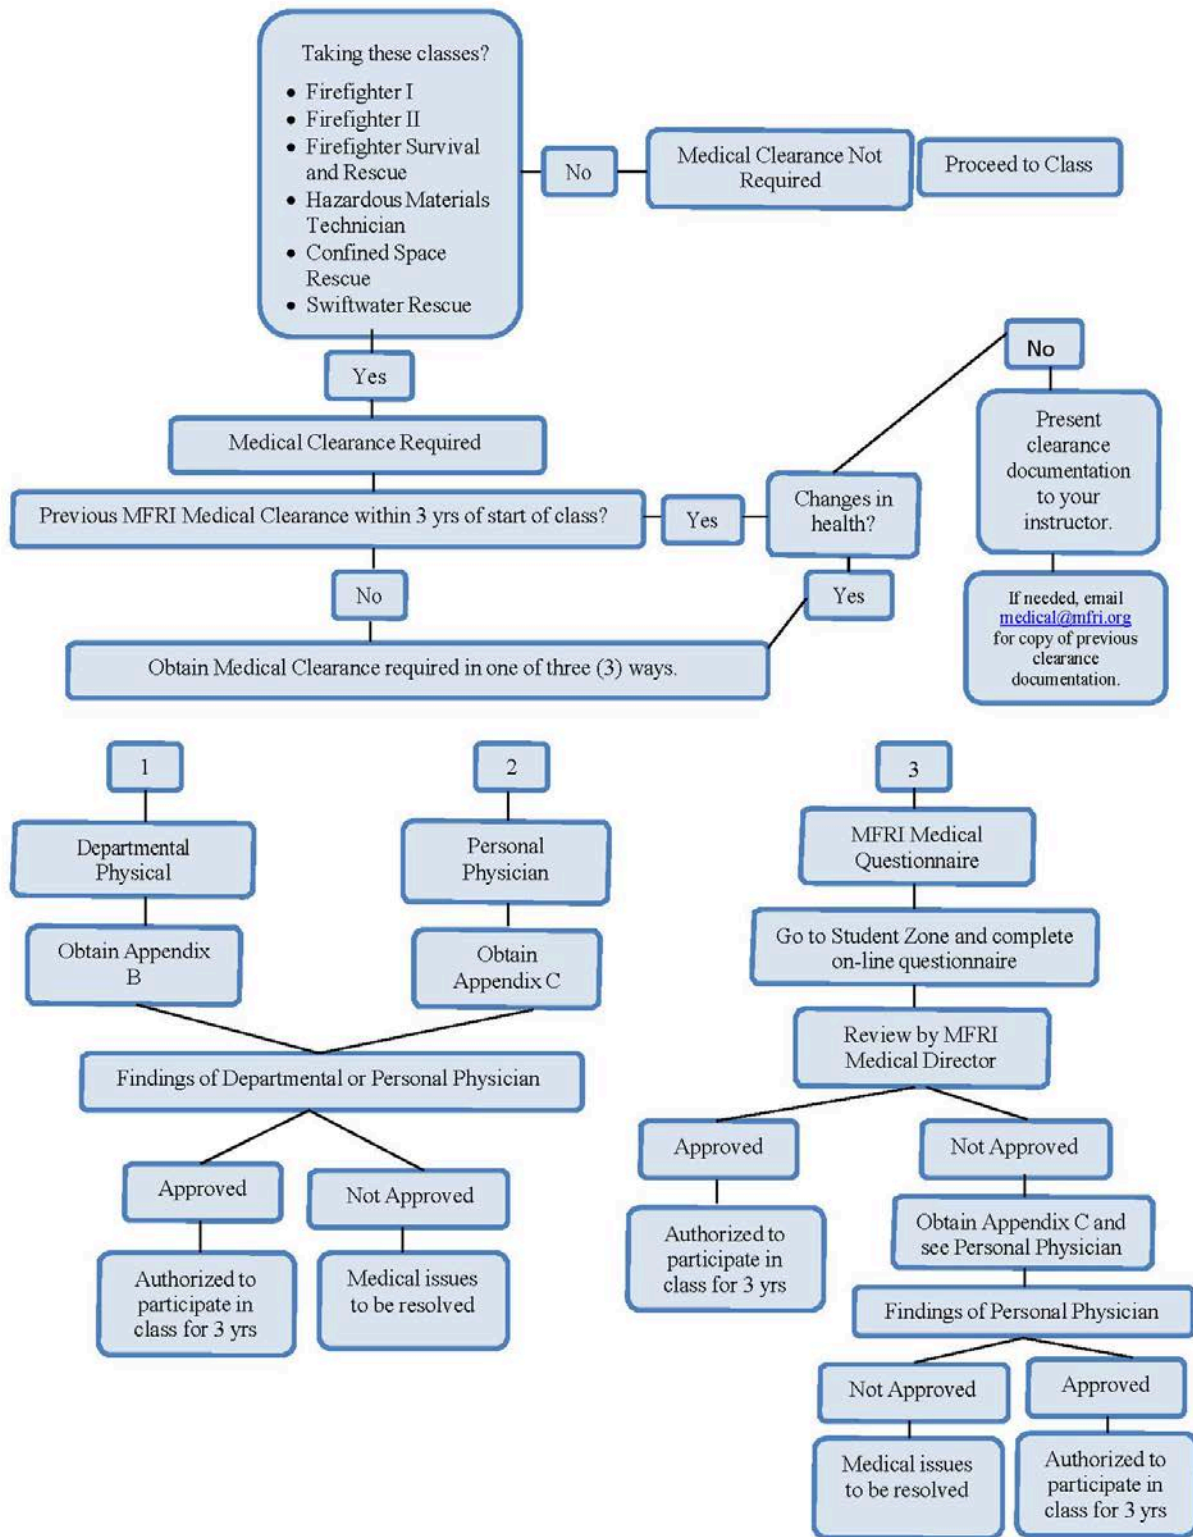 Taking these classes?
• Firefighter I
• Firefighter II
• Firefighter Survival
and Rescue
• Hazardous Materials
Technician
• Confined Space
Rescue
• Swiftwater Rescue
No
Medical Clearance Not
Required
Proceed to Class
Yes
Medical Clearance Required
Previous MFRI Medical Clearance within 3 yrs of start of class?
Yes
Changes in
health?
No
Present
clearance
documentation
to your
instructor.
If needed, email
medical@mfri.org
for copy of previous
clearance
documentation.
No
Yes
Obtain Medical Clearance required in one of three (3) ways.
1
Departmental
Physical
Obtain Appendix
B
2
Personal
Physician
Obtain
Appendix C
Findings of Departmental or Personal Physician
Approved
Authorized to
participate in
class for 3 yrs
Not Approved
Medical issues
to be resolved
3
MFRI Medical
Questionnaire
Go to Student Zone and complete
on-line questionnaire
Review by MFRI
Medical Director
Approved
Authorized to
participate in
class for 3 yrs
Not Approved
Obtain Appendix C and
see Personal Physician
Findings of Personal Physician
Not Approved
Medical issues
to be resolved
Approved
Authorized to
participate in
class for 3 yrs